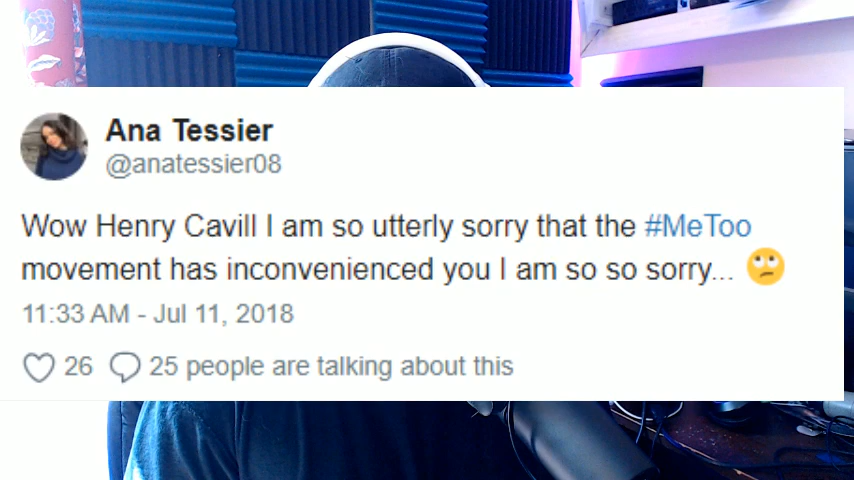 Ana Tessier
@anatessier08
Wow Henry Cavill I am so utterly sorry that the #MeToo
movement has inconvenienced you I am so so sorry... 🙄
11:33 AM - Jul 11, 2018
26 25 people are talking about this